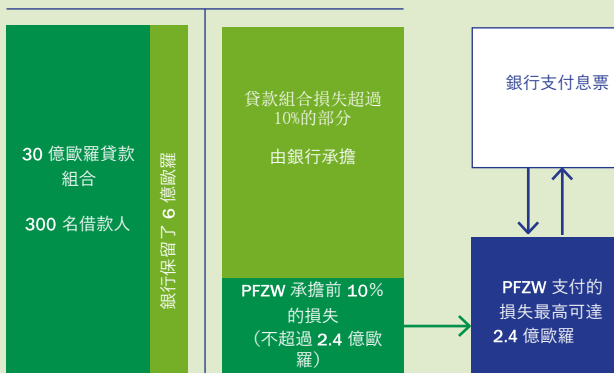 30 億歐羅貸款
組合
300 名借款人
銀行保留了 6 億歐羅
貸款組合損失超過
10%的部分
由銀行承擔
PFZW 承擔前 10%
的損失
（不超過 2.4 億歐
羅）
銀行支付息票
PFZW 支付的
損失最高可達
2.4 億歐羅